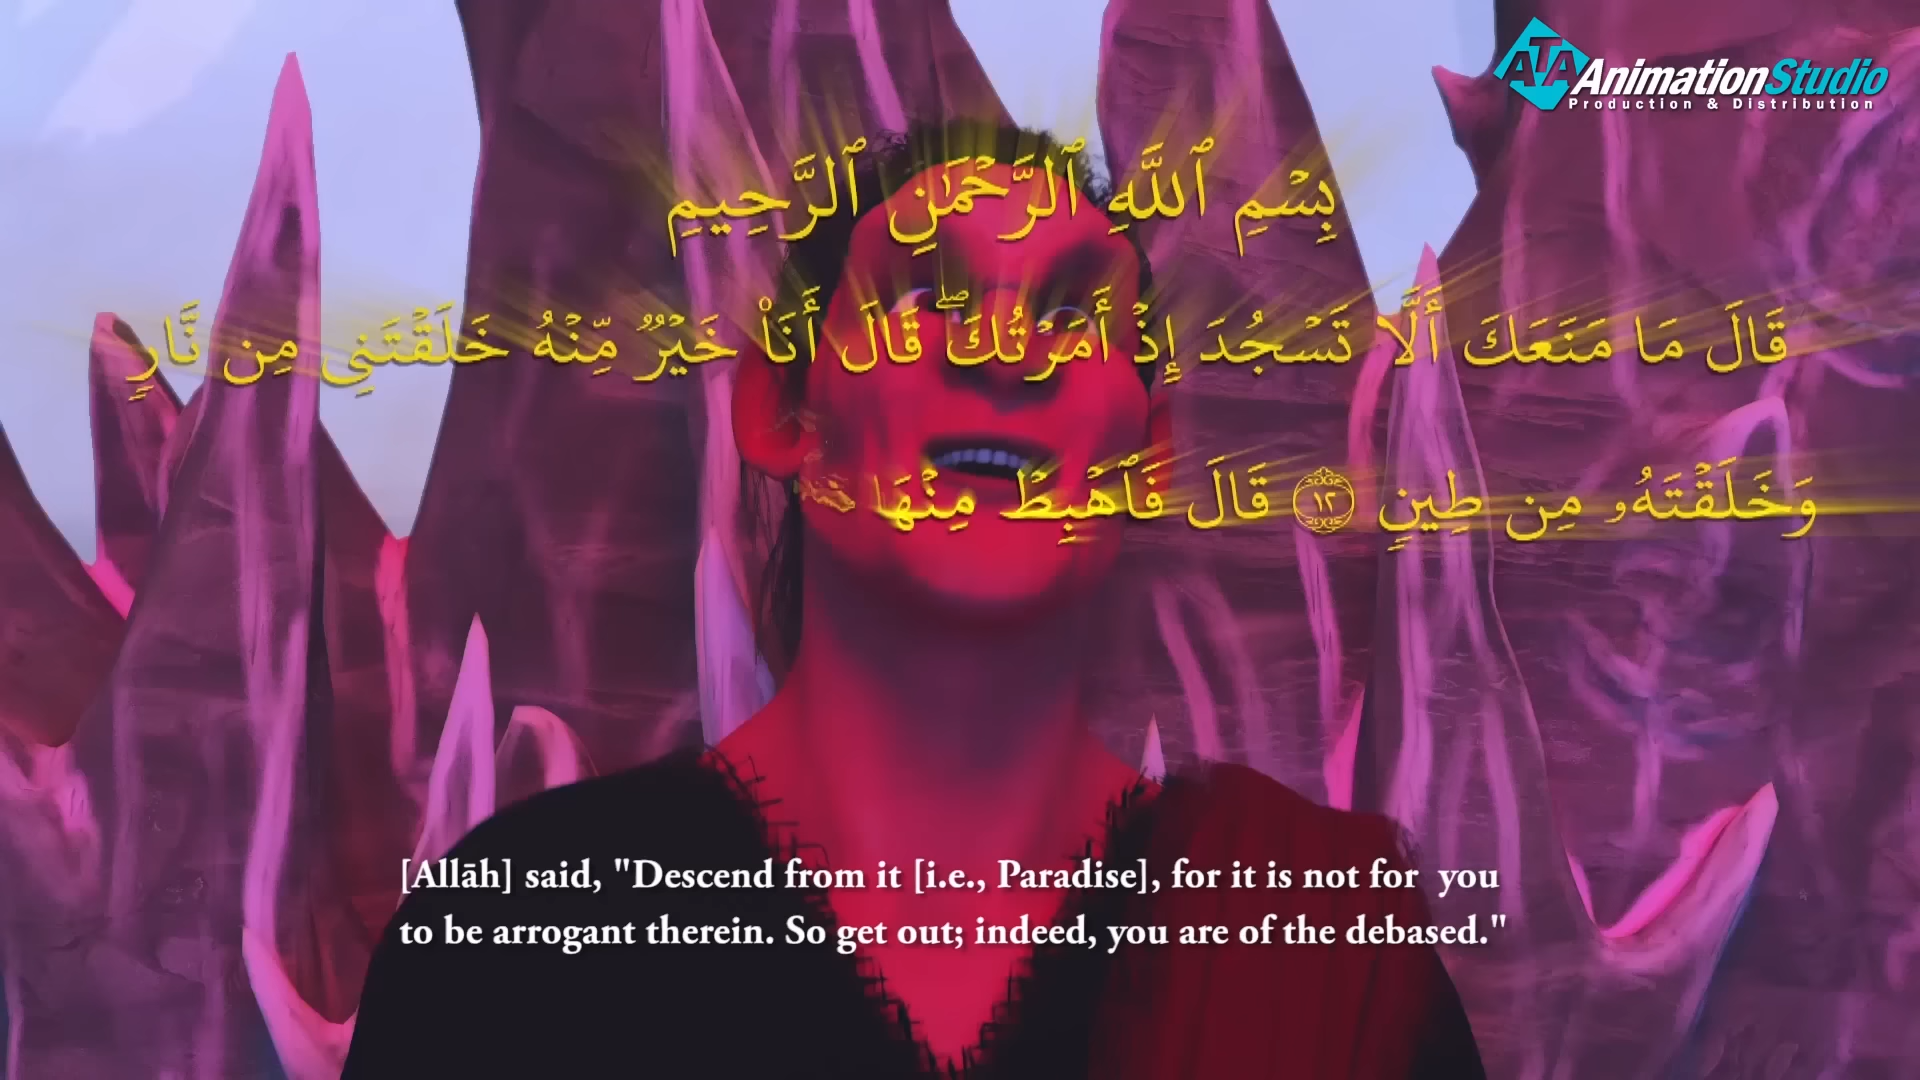 ATA AnimationStudio
Production & Distribution
بِسْمِ ٱللَّهِ ٱلرَّحْمَٰنِ ٱلرَّحِيمِ
قَالَ مَا مَنَعَكَ أَلَّا تَسْجُدَ إِذْ أَمَرْتُكَ ۖ قَالَ أَنَا۠ خَيْرٌ مِّنْهُ خَلَقْتَنِى مِن نَّارٍ
وَخَلَقْتَهُۥ مِن طِينٍ ١٢ قَالَ فَٱهْبِطْ مِنْهَا
[Allāh] said, "Descend from it [i.e., Paradise], for it is not for you
to be arrogant therein. So get out; indeed, you are of the debased."